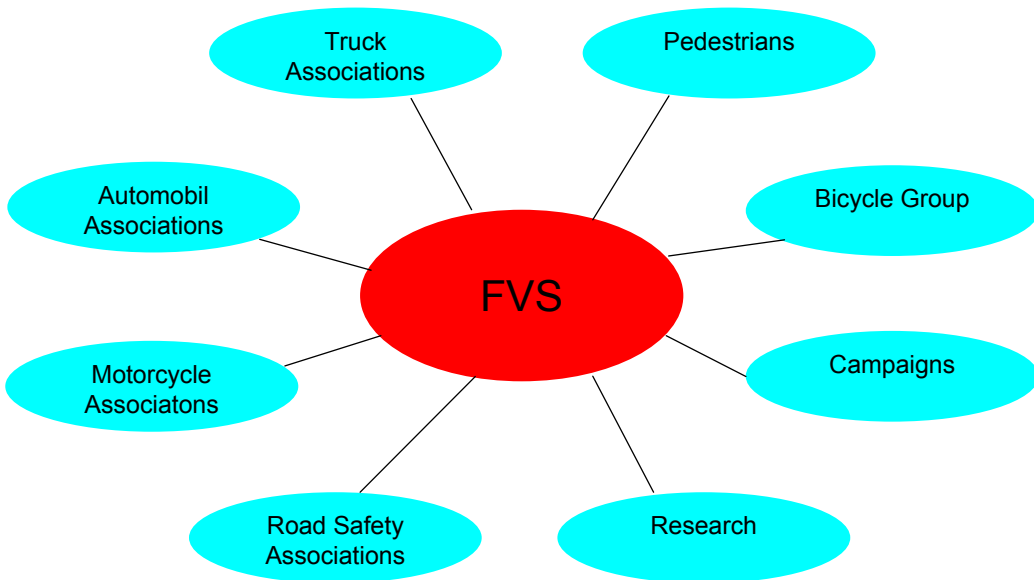 Truck
Associations
Pedestrians
Automobil
Associations
Bicycle Group
FVS
Motorcycle
Associatons
Campaigns
Road Safety
Associations
Research